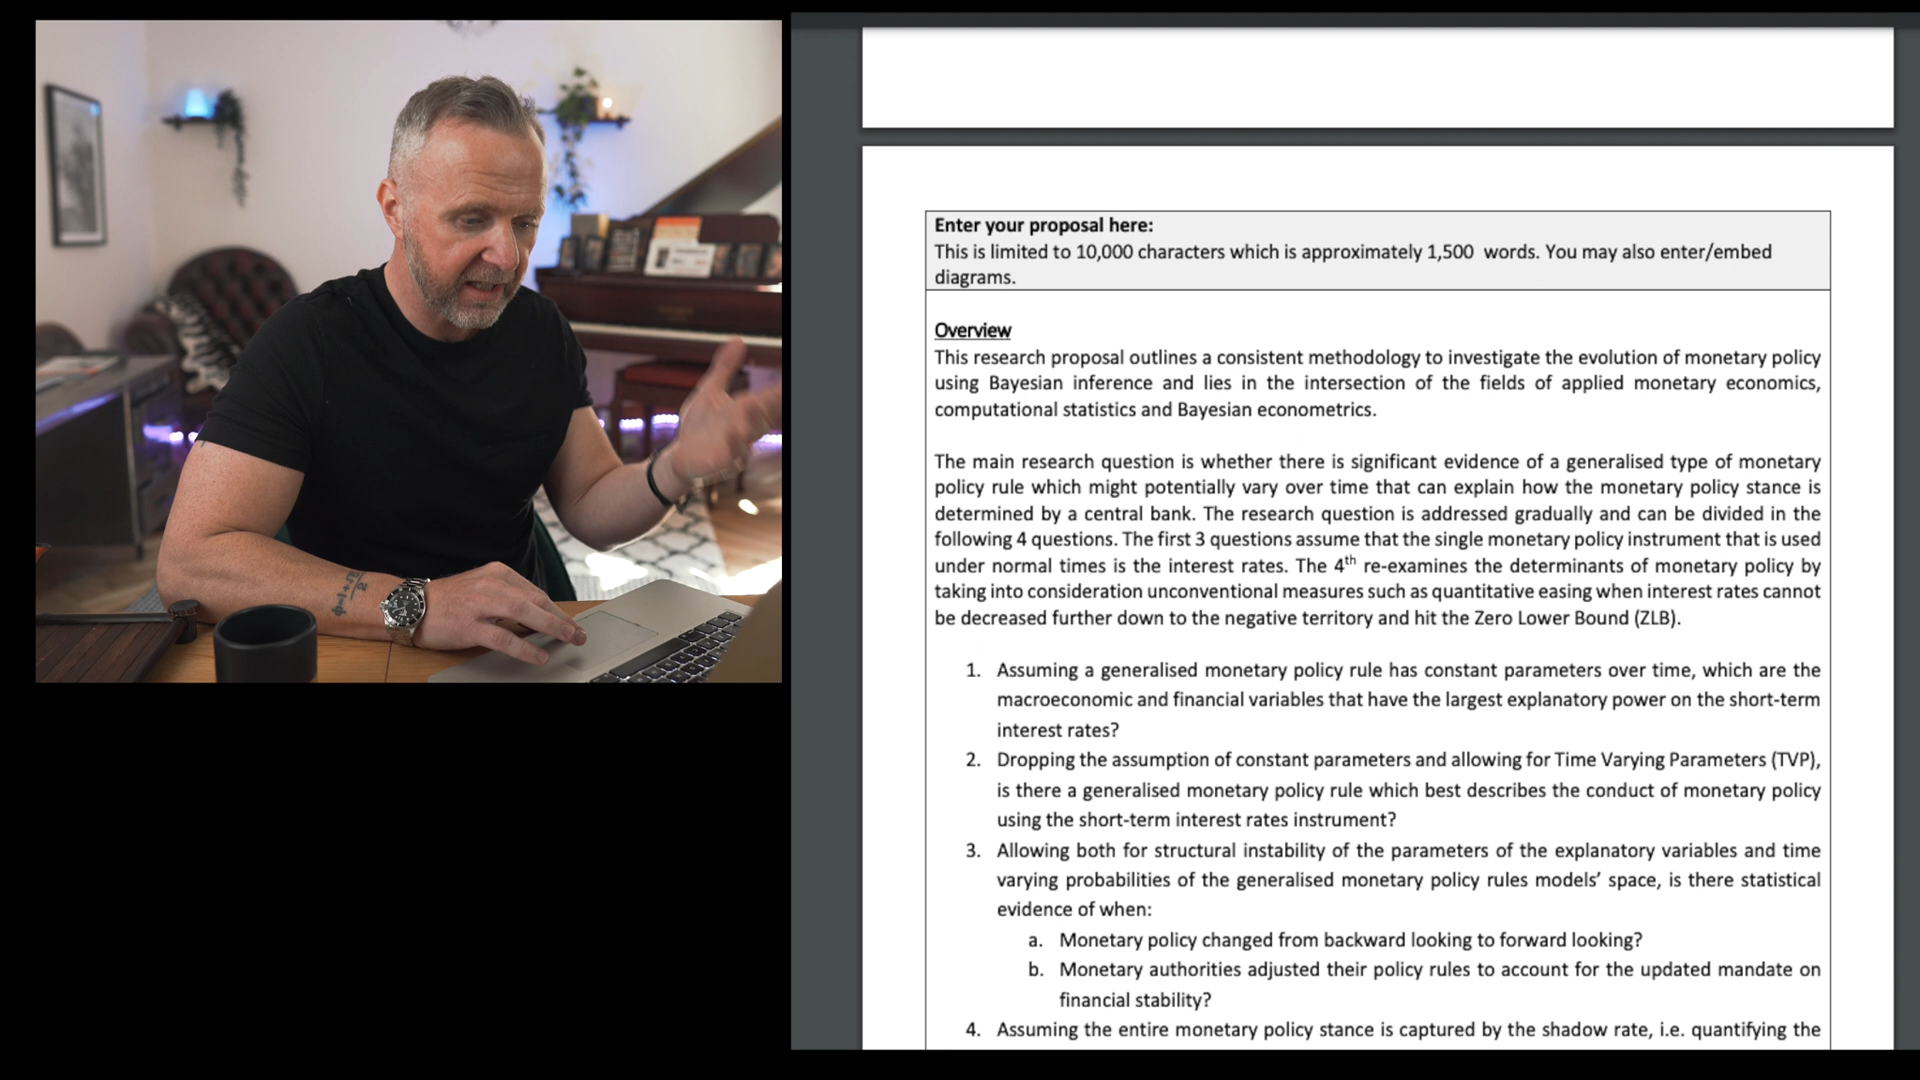 Enter your proposal here:
This is limited to 10,000 characters which is approximately 1,500 words. You may also enter/embed
diagrams.
Overview
This research proposal outlines a consistent methodology to investigate the evolution of monetary policy
using Bayesian inference and lies in the intersection of the fields of applied monetary economics,
computational statistics and Bayesian econometrics.
The main research question is whether there is significant evidence of a generalised type of monetary
policy rule which might potentially vary over time that can explain how the monetary policy stance is
determined by a central bank. The research question is addressed gradually and can be divided in the
following 4 questions. The first 3 questions assume that the single monetary policy instrument that is used
under normal times is the interest rates. The 4th re-examines the determinants of monetary policy by
taking into consideration unconventional measures such as quantitative easing when interest rates cannot
be decreased further down to the negative territory and hit the Zero Lower Bound (ZLB).
1. Assuming a generalised monetary policy rule has constant parameters over time, which are the
macroeconomic and financial variables that have the largest explanatory power on the short-term
interest rates?
2. Dropping the assumption of constant parameters and allowing for Time Varying Parameters (TVP),
is there a generalised monetary policy rule which best describes the conduct of monetary policy
using the short-term interest rates instrument?
3. Allowing both for structural instability of the parameters of the explanatory variables and time
varying probabilities of the generalised monetary policy rules models’ space, is there statistical
evidence of when:
a. Monetary policy changed from backward looking to forward looking?
b. Monetary authorities adjusted their policy rules to account for the updated mandate on
financial stability?
4. Assuming the entire monetary policy stance is captured by the shadow rate, i.e. quantifying the